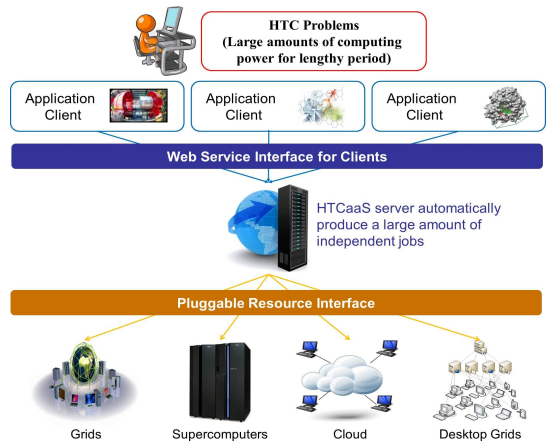 HTC Problems
(Large amounts of computing
power for lengthy period)
Application
Client
Application
Client
Application
Client
Web Service Interface for Clients
HTCaaS server automatically
produce a large amount of
independent jobs
Pluggable Resource Interface
Grids
Supercomputers
Cloud
Desktop Grids